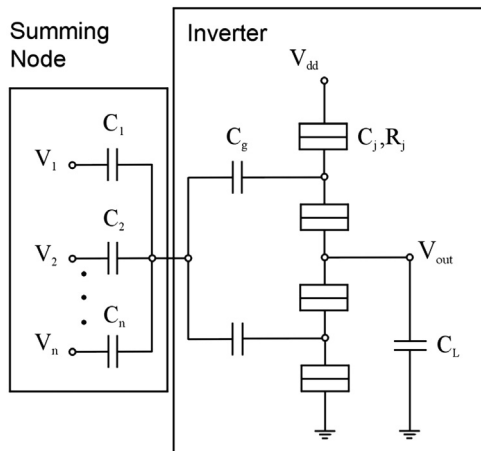 Summing
Node
Inverter
V_dd
C_1
C_g
C_j,R_j
V_1
C_2
V_2
V_out
C_n
V_n
C_L